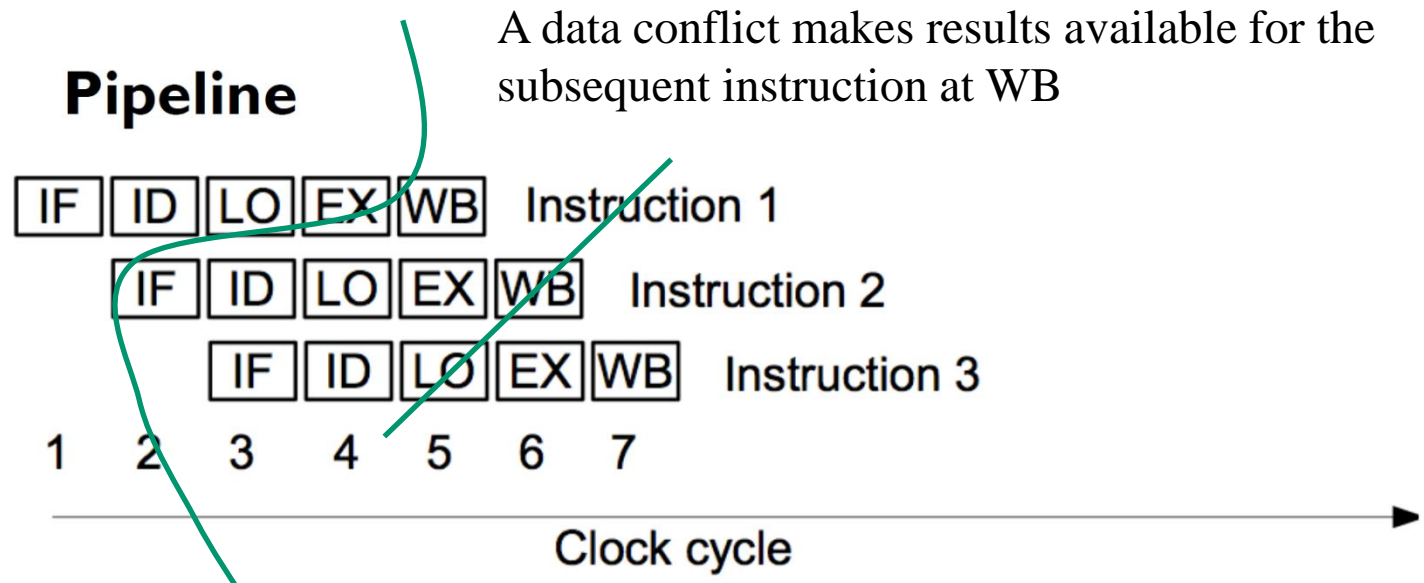 A data conflict makes results available for the
subsequent instruction at WB
Pipeline
IF ID LO EX WB Instruction 1
IF ID LO EX WB Instruction 2
IF ID LO EX WB Instruction 3
1 2 3 4 5 6 7
Clock cycle